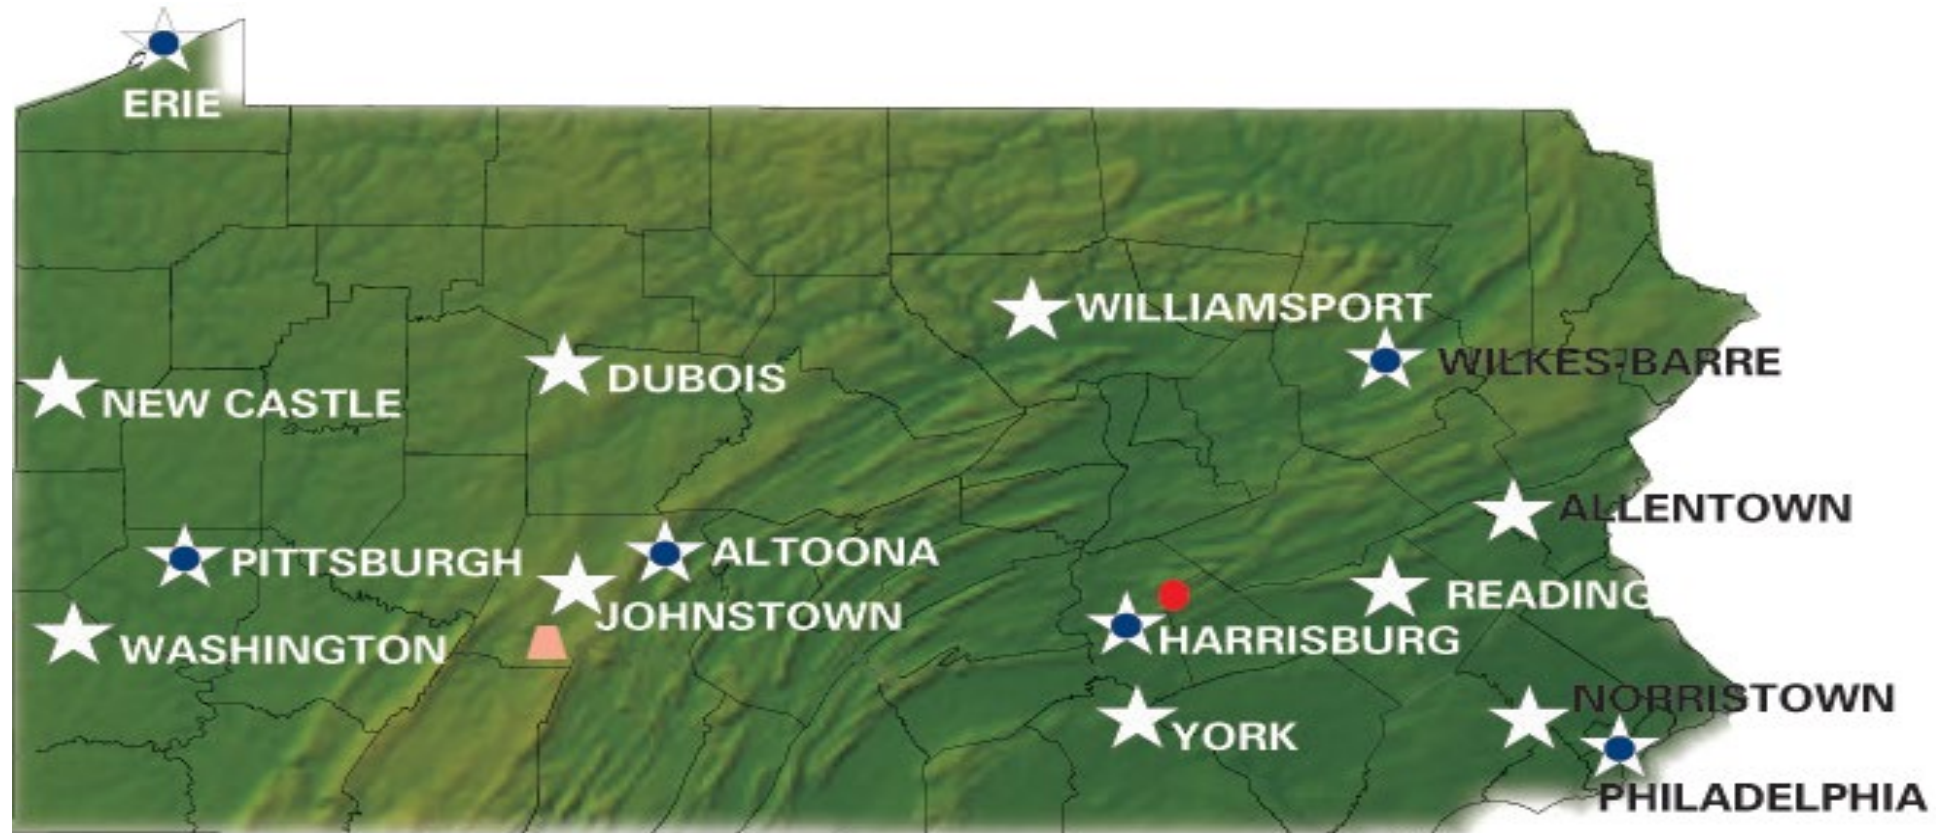 ERIE
WILLIAMSPORT
WILKES-BARRE
DUBOIS
NEW CASTLE
ALLENTOWN
ALTOONA
PITTSBURGH
READING
JOHNSTOWN
HARRISBURG
WASHINGTON
NORRISTOWN
YORK
PHILADELPHIA